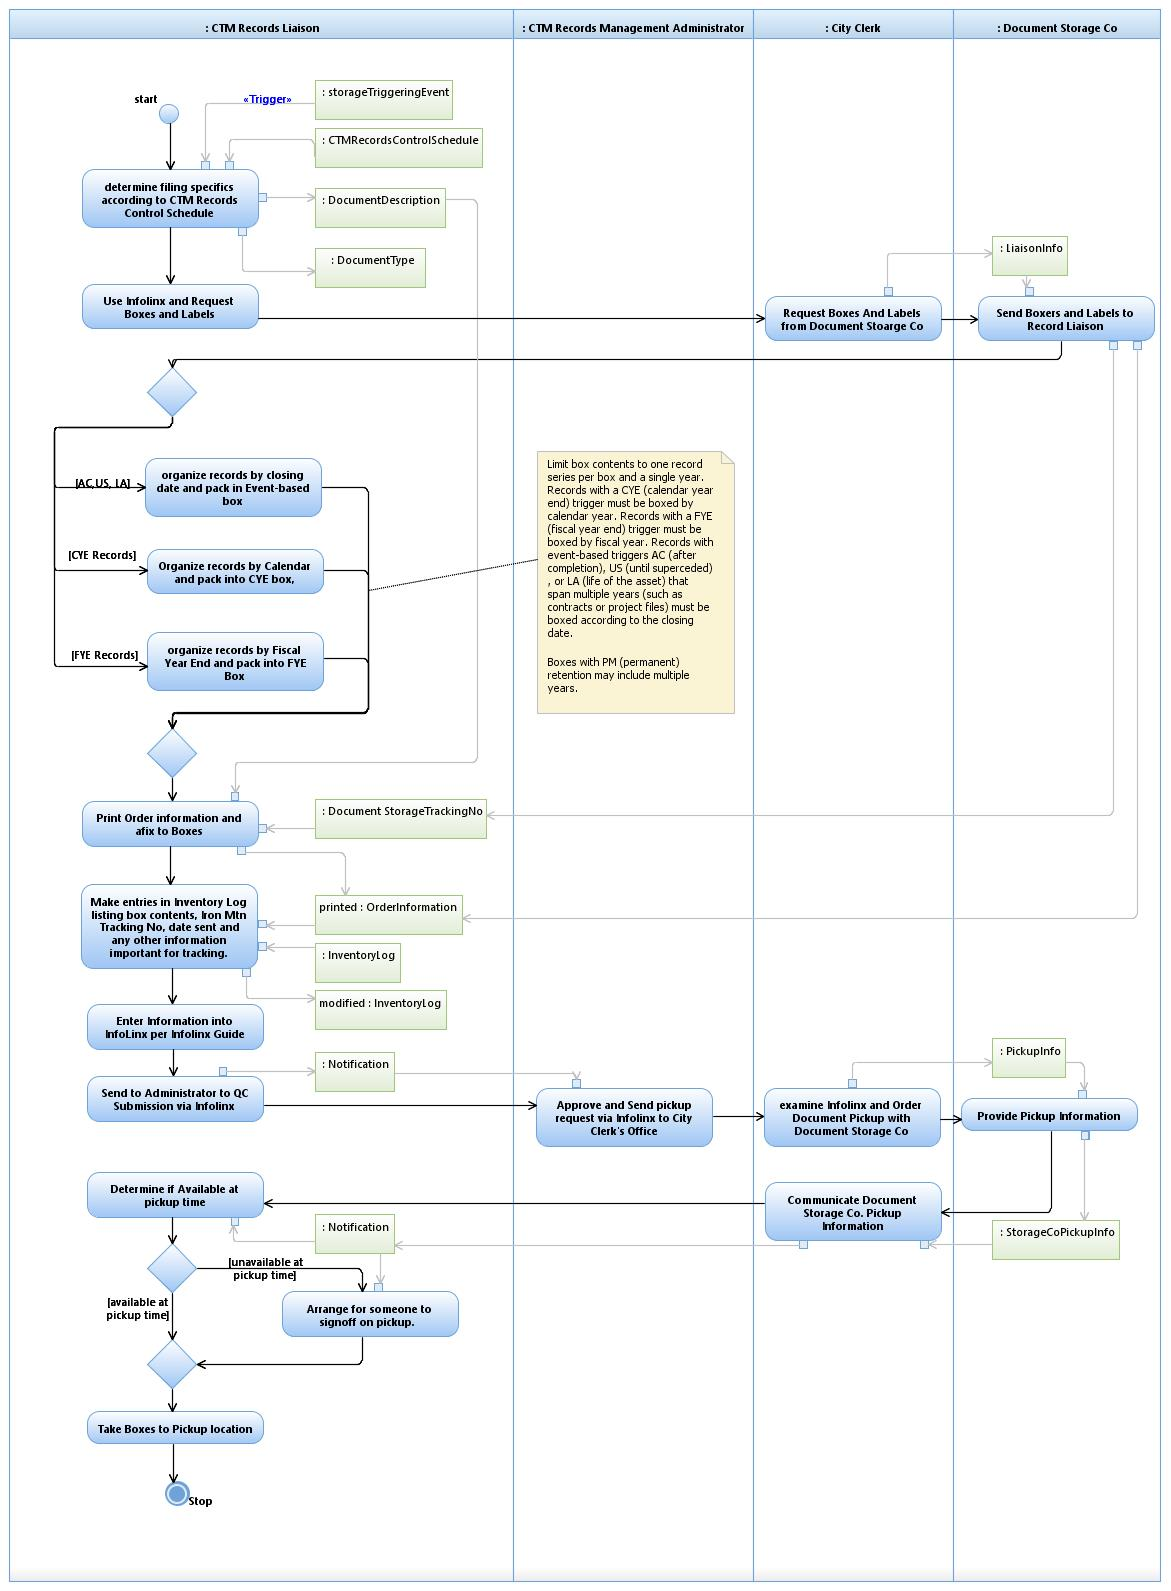 : CTM Records Liaison
: CTM Records Management Administrator
: City Clerk
: Document Storage Co
start
«Trigger»
: storageTriggeringEvent
: CTMRecordsControlSchedule
determine filing specifics
according to CTM Records
Control Schedule
: DocumentDescription
: DocumentType
: LiaisonInfo
Use Infolinx and Request
Boxes and Labels
Request Boxes And Labels
from Document Stoarge Co
Send Boxers and Labels to
Record Liaison
[AC,US, LA]
organize records by closing
date and pack in Event-based
box
[CYE Records]
Organize records by Calendar
and pack into CYE box,
[FYE Records]
organize records by Fiscal
Year End and pack into FYE
Box
Limit box contents to one record
series per box and a single year.
Records with a CYE (calendar year
end) trigger must be boxed by
calendar year. Records with a FYE
(fiscal year end) trigger must be
boxed by fiscal year. Records with
event-based triggers AC (after
completion), US (until superceded)
, or LA (life of the asset) that
span multiple years (such as
contracts or project files) must be
boxed according to the closing
date.
Boxes with PM (permanent)
retention may include multiple
years.
Print Order information and
afix to Boxes
: Document StorageTrackingNo
Make entries in Inventory Log
listing box contents, Iron Mtn
Tracking No, date sent and
any other information
important for tracking.
printed : OrderInformation
: InventoryLog
modified : InventoryLog
Enter Information into
InfoLinx per Infolinx Guide
: Notification
: PickupInfo
Send to Administrator to QC
Submission via Infolinx
Approve and Send pickup
request via Infolinx to City
Clerk's Office
examine Infolinx and Order
Document Pickup with
Document Storage Co
Provide Pickup Information
Determine if Available at
pickup time
Communicate Document
Storage Co. Pickup
Information
: Notification
: StorageCoPickupInfo
[unavailable at
pickup time]
[available at
pickup time]
Arrange for someone to
signoff on pickup.
Take Boxes to Pickup location
Stop